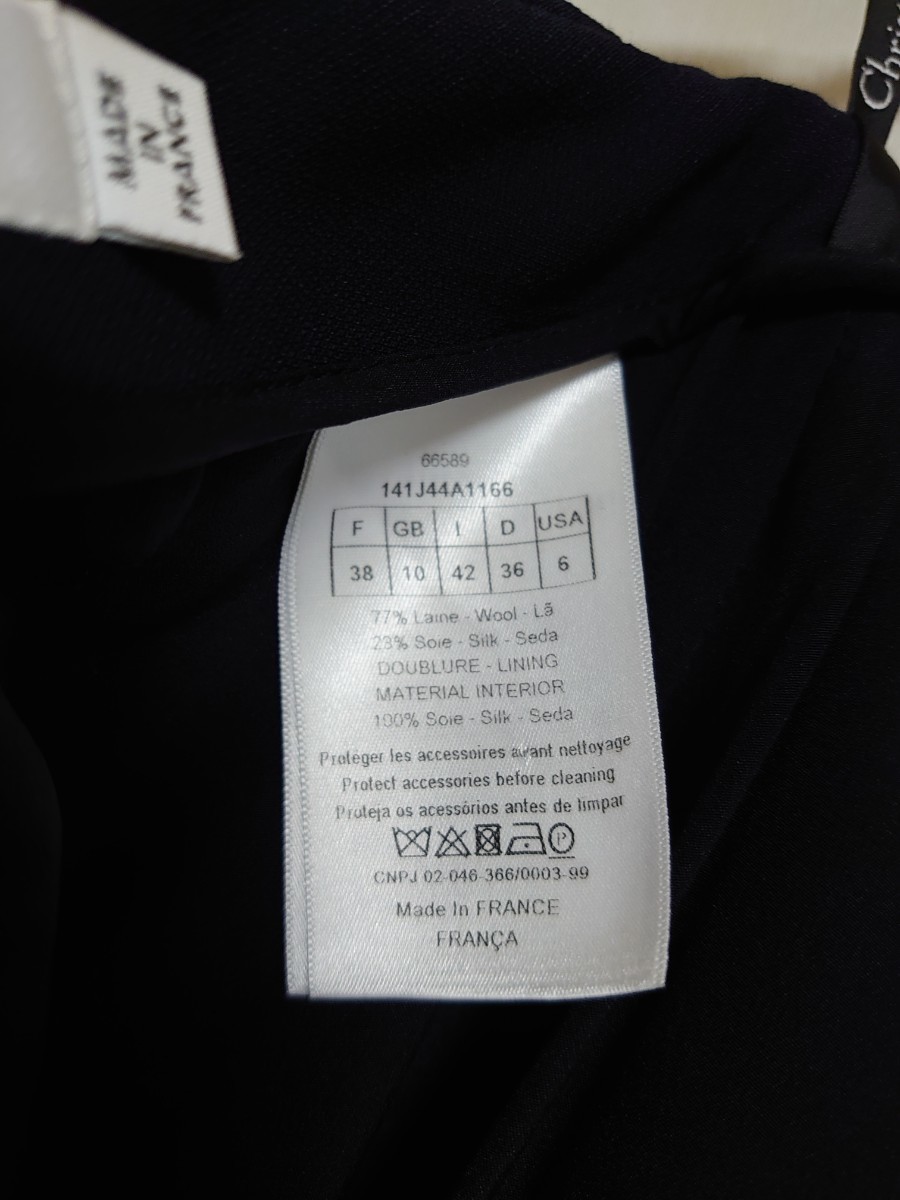 MADE
IN
FRANCE
Chris
66589
141J44A1166
F GB I D USA
38 10 42 36 6
77% Laine - Wool - Lã
23% Soie - Silk - Seda
DOUBLURE - LINING
MATERIAL INTERIOR
100% Soie - Silk - Seda
Protéger les accessoires avant nettoyage
Protect accessories before cleaning
Proteja os acessórios antes de limpar
P
CNPJ 02-046-366/0003-99
Made In FRANCE
FRANÇA